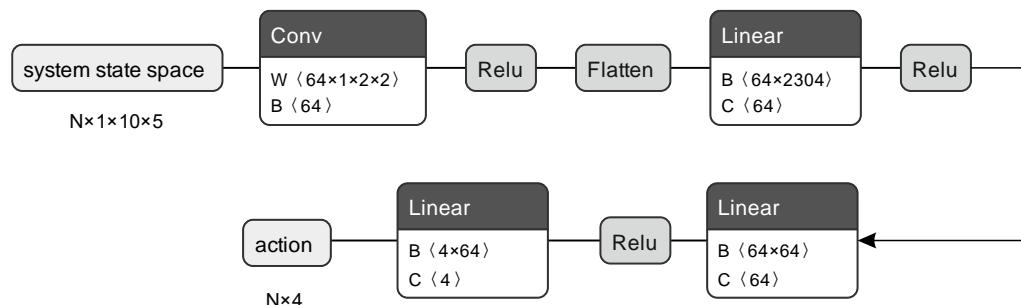 Conv
system state space
W〈64×1×2×2〉
B〈64〉
Relu
Flatten
Linear
B〈64×2304〉
C〈64〉
Relu
N×1×10×5
Linear
B〈64×64〉
C〈64〉
Relu
Linear
B〈4×64〉
C〈4〉
action
N×4